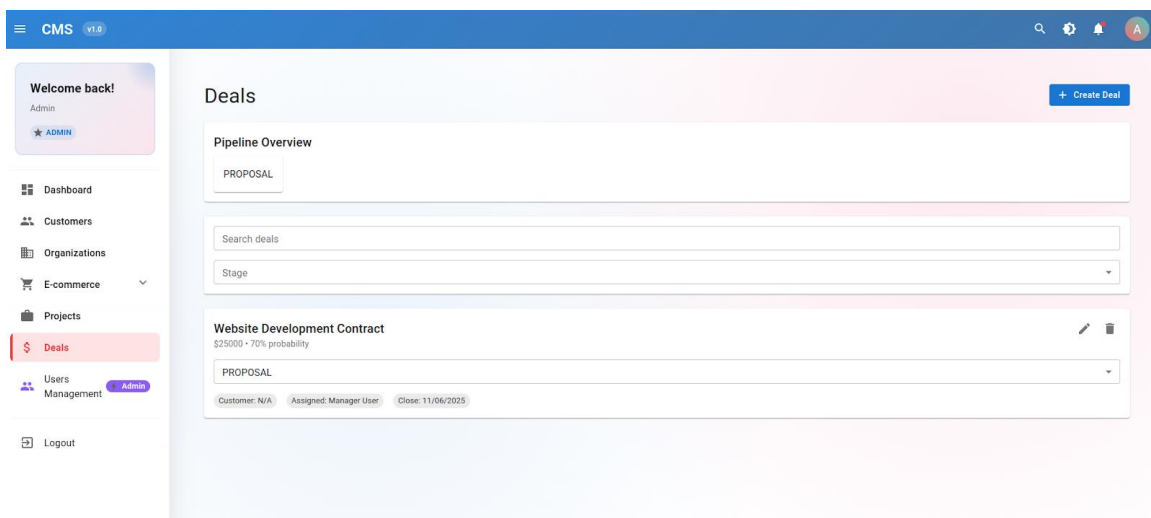 CMS v1.0
A
Welcome back!
Admin
ADMIN
Dashboard
Customers
Organizations
E-commerce
Projects
Deals
Users
Management
Admin
Logout
Deals
+ Create Deal
Pipeline Overview
PROPOSAL
Search deals
Stage
Website Development Contract
$25000 • 70% probability
PROPOSAL
Customer: N/A Assigned: Manager User Close: 11/06/2025